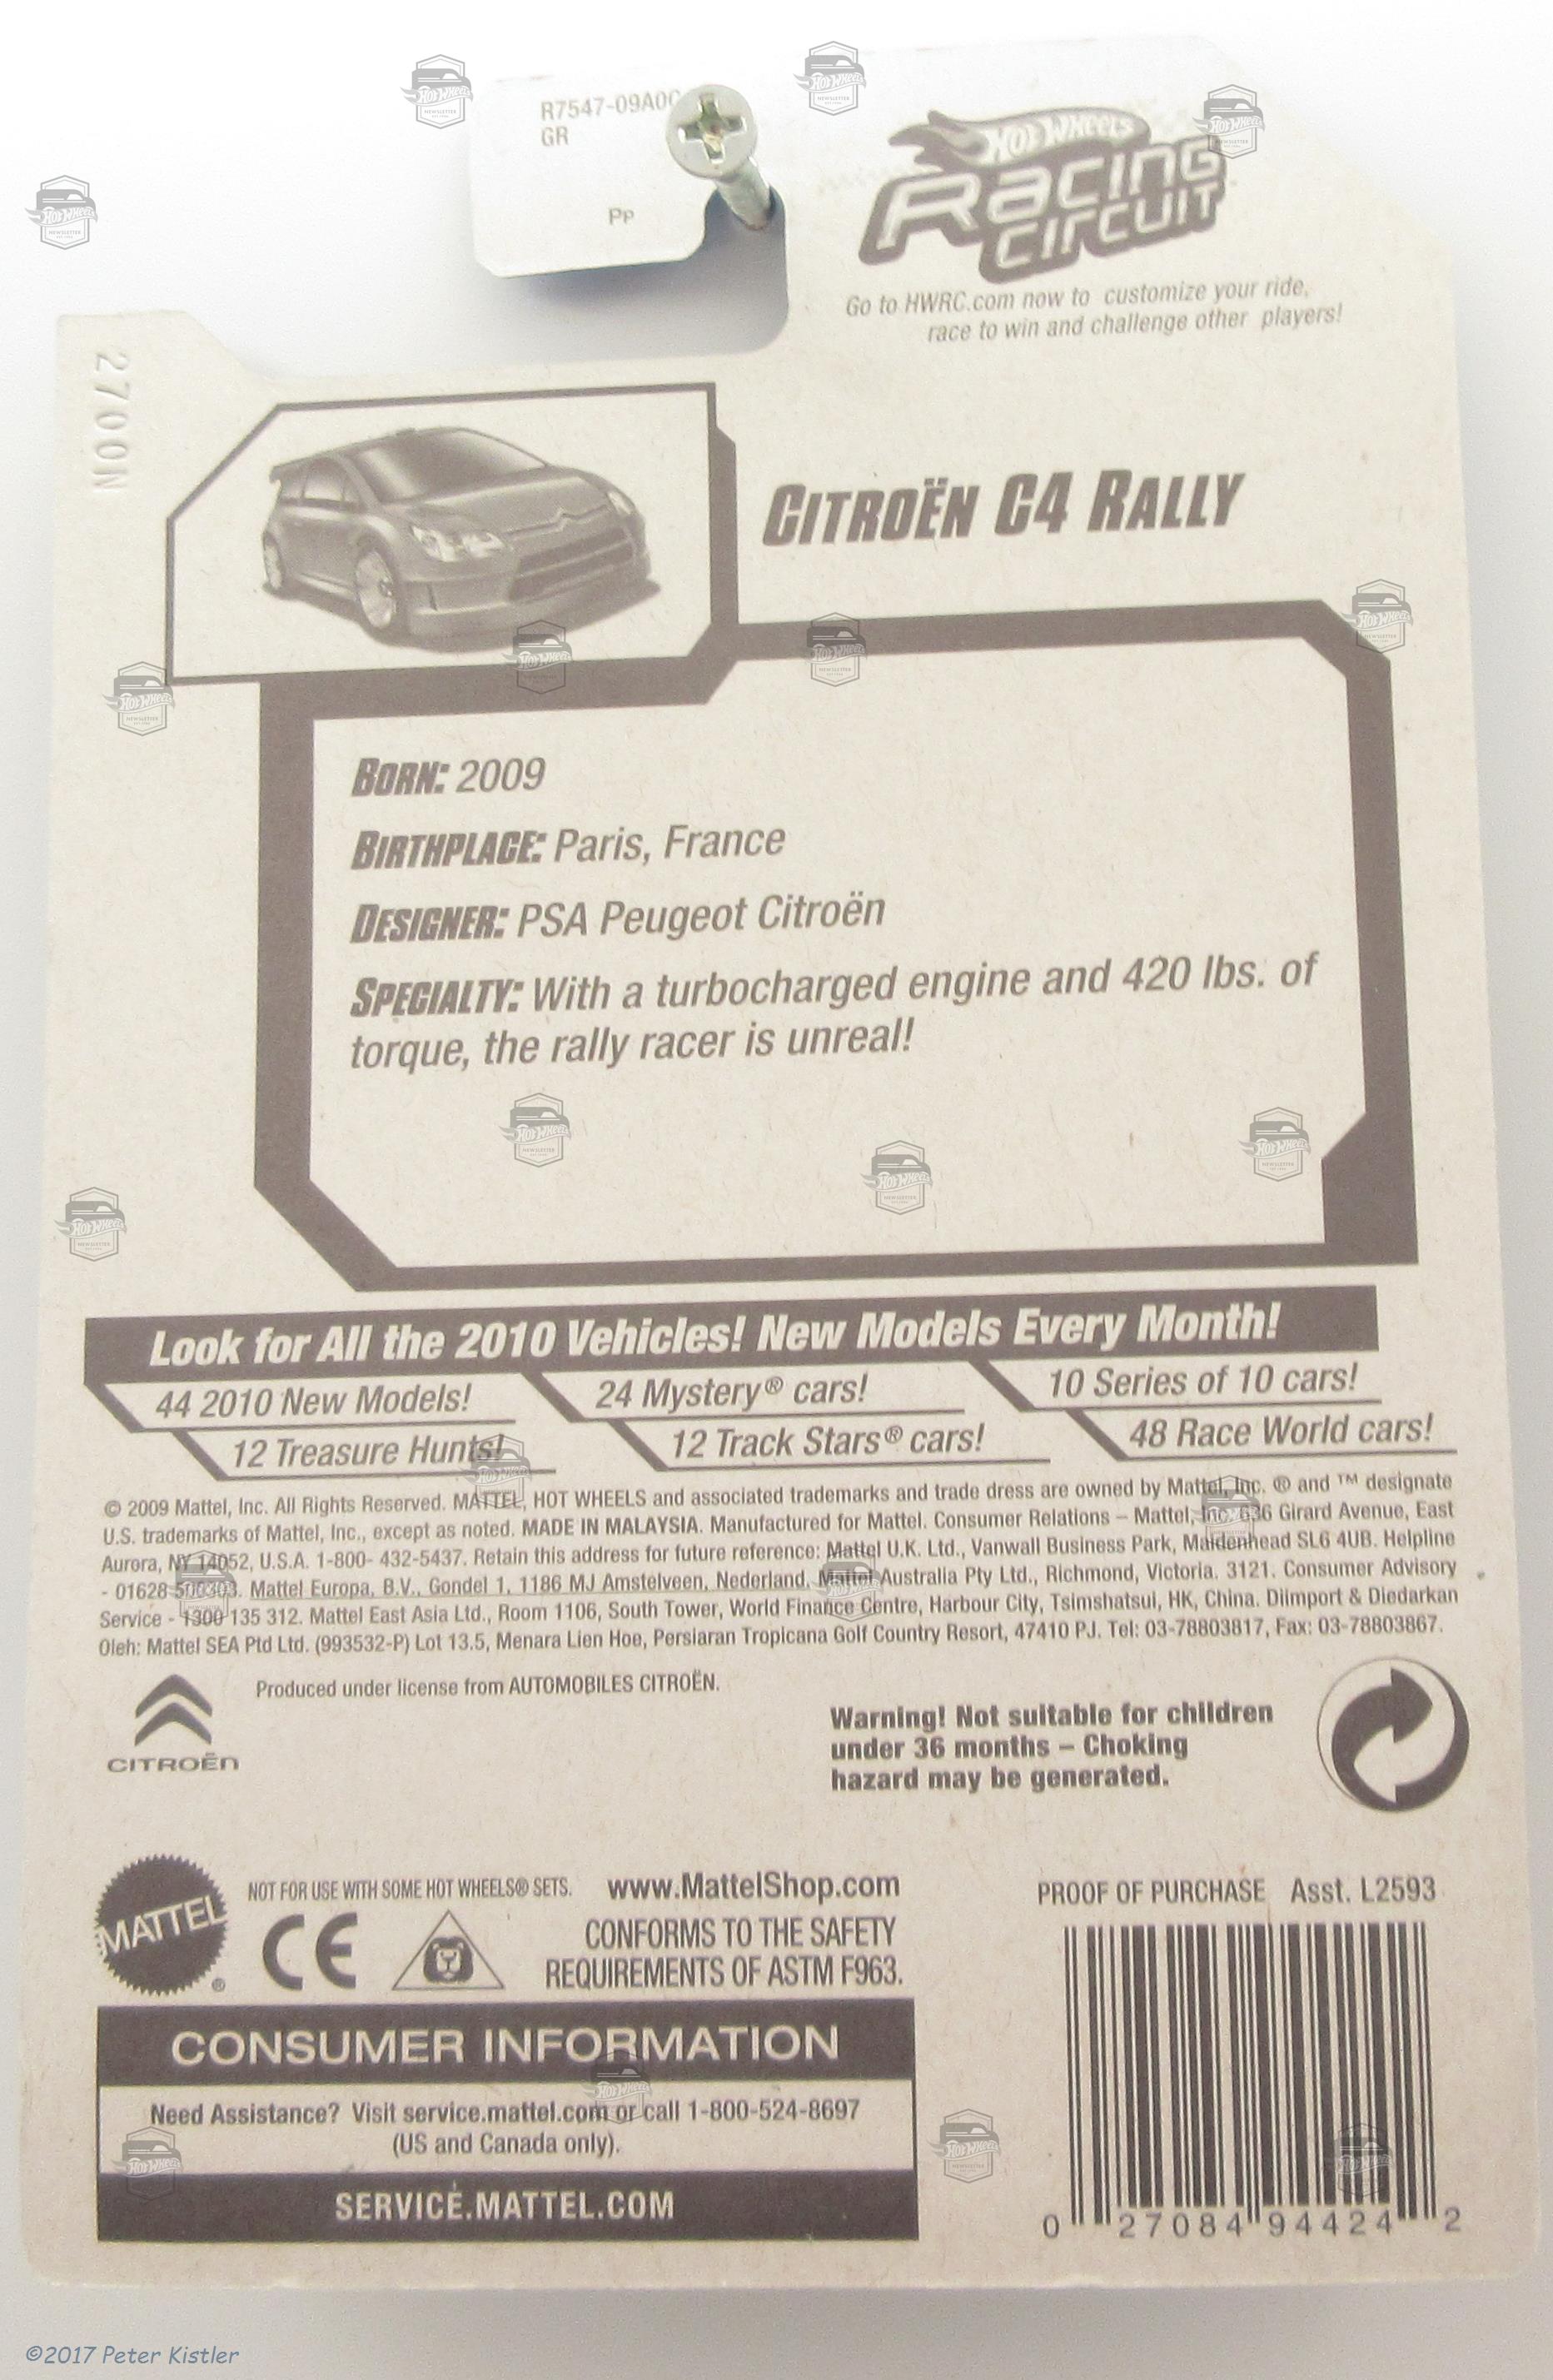 R7547-09A0
GR
Pp
HOT WHEELS
RACING
CIRCUIT
Go to HWRC.com now to customize your ride,
race to win and challenge other players!
2700N
CITROËN C4 RALLY
BORN: 2009
BIRTHPLACE: Paris, France
DESIGNER: PSA Peugeot Citroën
SPECIALTY: With a turbocharged engine and 420 lbs. of
torque, the rally racer is unreal!
Look for All the 2010 Vehicles! New Models Every Month!
44 2010 New Models!
24 Mystery® cars!
10 Series of 10 cars!
12 Treasure Hunts!
12 Track Stars® cars!
48 Race World cars!
© 2009 Mattel, Inc. All Rights Reserved. MATTEL, HOT WHEELS and associated trademarks and trade dress are owned by Mattel, Inc. ® and ™ designate
U.S. trademarks of Mattel, Inc., except as noted. MADE IN MALAYSIA. Manufactured for Mattel. Consumer Relations – Mattel, Inc. 636 Girard Avenue, East
Aurora, NY 14052, U.S.A. 1-800- 432-5437. Retain this address for future reference: Mattel U.K. Ltd., Vanwall Business Park, Maidenhead SL6 4UB. Helpline
- 01628 500303. Mattel Europa, B.V., Gondel 1, 1186 MJ Amstelveen, Nederland. Mattel Australia Pty Ltd., Richmond, Victoria. 3121. Consumer Advisory
Service - 1300 135 312. Mattel East Asia Ltd., Room 1106, South Tower, World Finance Centre, Harbour City, Tsimshatsui, HK, China. Diimport & Diedarkan
Oleh: Mattel SEA Ptd Ltd. (993532-P) Lot 13.5, Menara Lien Hoe, Persiaran Tropicana Golf Country Resort, 47410 PJ. Tel: 03-78803817, Fax: 03-78803867.
Produced under license from AUTOMOBILES CITROËN.
CITROËN
Warning! Not suitable for children
under 36 months – Choking
hazard may be generated.
MATTEL®
NOT FOR USE WITH SOME HOT WHEELS® SETS.
www.MattelShop.com
CE
CONFORMS TO THE SAFETY
REQUIREMENTS OF ASTM F963.
PROOF OF PURCHASE Asst. L2593
CONSUMER INFORMATION
Need Assistance? Visit service.mattel.com or call 1-800-524-8697
(US and Canada only).
SERVICE.MATTEL.COM
0 27084 94424 2
©2017 Peter Kistler